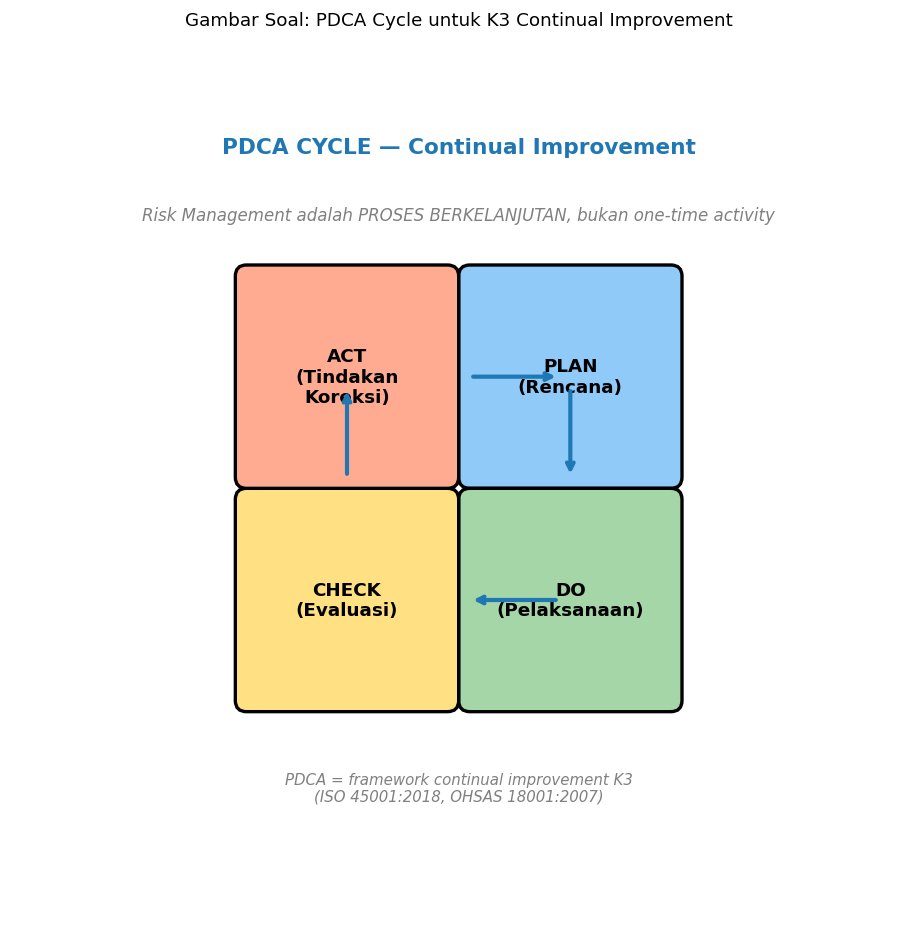 Gambar Soal: PDCA Cycle untuk K3 Continual Improvement
PDCA CYCLE — Continual Improvement
Risk Management adalah PROSES BERKELANJUTAN, bukan one-time activity
ACT
(Tindakan
Koreksi)
PLAN
(Rencana)
CHECK
(Evaluasi)
DO
(Pelaksanaan)
PDCA = framework continual improvement K3
(ISO 45001:2018, OHSAS 18001:2007)